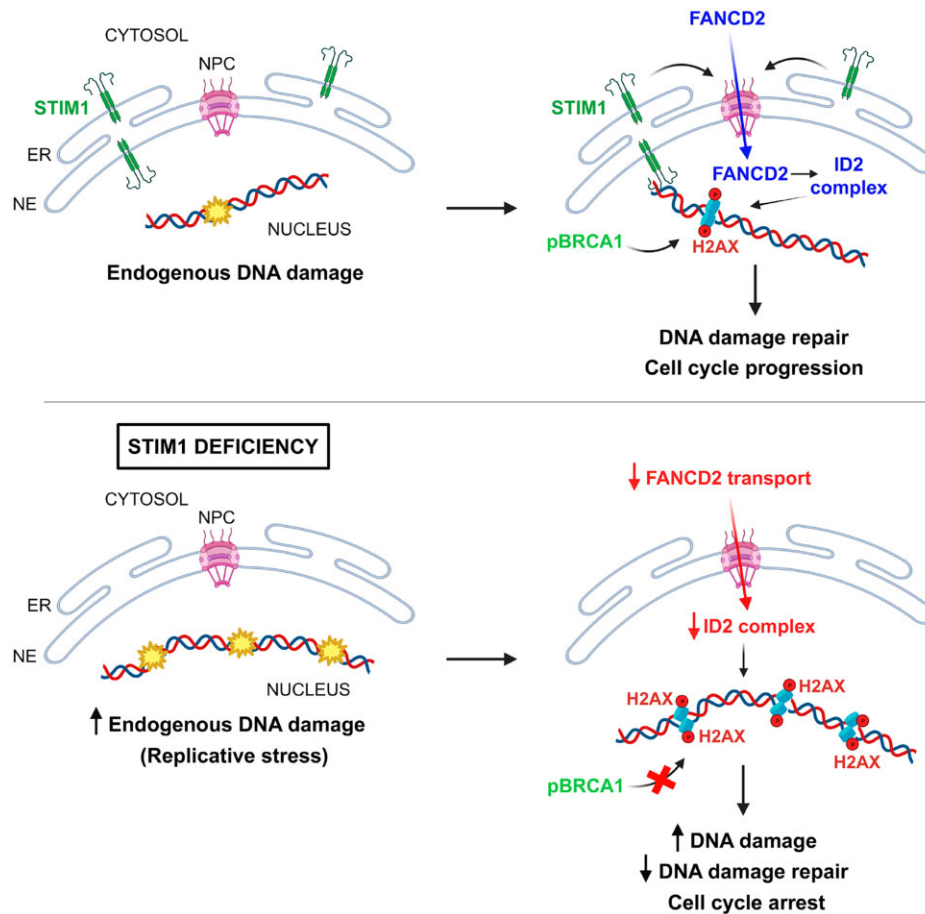 CYTOSOL
NPC
STIM1
ER
NE
NUCLEUS
Endogenous DNA damage
FANCD2
STIM1
FANCD2
ID2
complex
pBRCA1
P
P
H2AX
DNA damage repair
Cell cycle progression
STIM1 DEFICIENCY
CYTOSOL
NPC
ER
NE
NUCLEUS
↑ Endogenous DNA damage
(Replicative stress)
↓ FANCD2 transport
↓ ID2 complex
H2AX
P
P
H2AX
H2AX
P
P
P
P
H2AX
pBRCA1
↑ DNA damage
↓ DNA damage repair
Cell cycle arrest